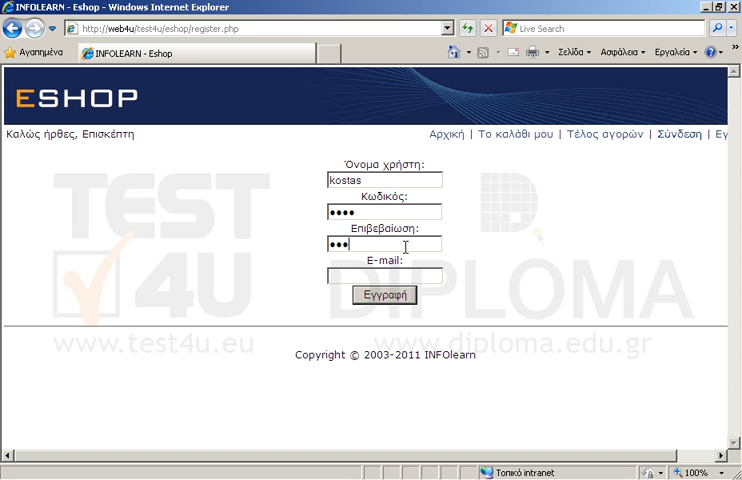 INFOLEARN - Eshop - Windows Internet Explorer
http://web4u/test4u/eshop/register.php
Live Search
Αγαπημένα
INFOLEARN - Eshop
Σελίδα
Ασφάλεια
Εργαλεία
ESHOP
Καλώς ήρθες, Επισκέπτη
Αρχική | Το καλάθι μου | Τέλος αγορών | Σύνδεση | Εγ
Όνομα χρήστη:
kostas
Κωδικός:
••••
Επιβεβαίωση:
•••
E-mail:
Εγγραφή
TEST
4U
DIPLOMA
www.test4u.eu
www.diploma.edu.gr
Copyright © 2003-2011 INFOlearn
Τοπικό intranet
100%